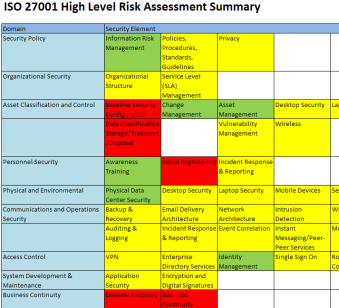 ISO 27001 High Level Risk Assessment Summary
Domain Security Element
Security Policy Information Risk Management Policies, Procedures, Standards, Guidelines Privacy
Organizational Security Organizational Structure Service Level (SLA) Management
Asset Classification and Control Baseline Security Configuration Change Management Asset Management Desktop Security
Data Classification /Storage/Transport /Disposal Vulnerability Management Wireless
Personnel Security Awareness Training Social Engineering Incident Response & Reporting
Physical and Environmental Physical Data Center Security Desktop Security Laptop Security Mobile Devices
Communications and Operations Security Backup & Recovery Email Delivery Architecture Network Architecture Intrusion Detection
Auditing & Logging Incident Response & Reporting Event Correlation Instant Messaging/Peer-Peer Services
Access Control VPN Enterprise Directory Services Identity Management Single Sign On
System Development & Maintenance Application Security Encryption and Digital Signatures
Business Continuity Disaster Recovery Business Continuity